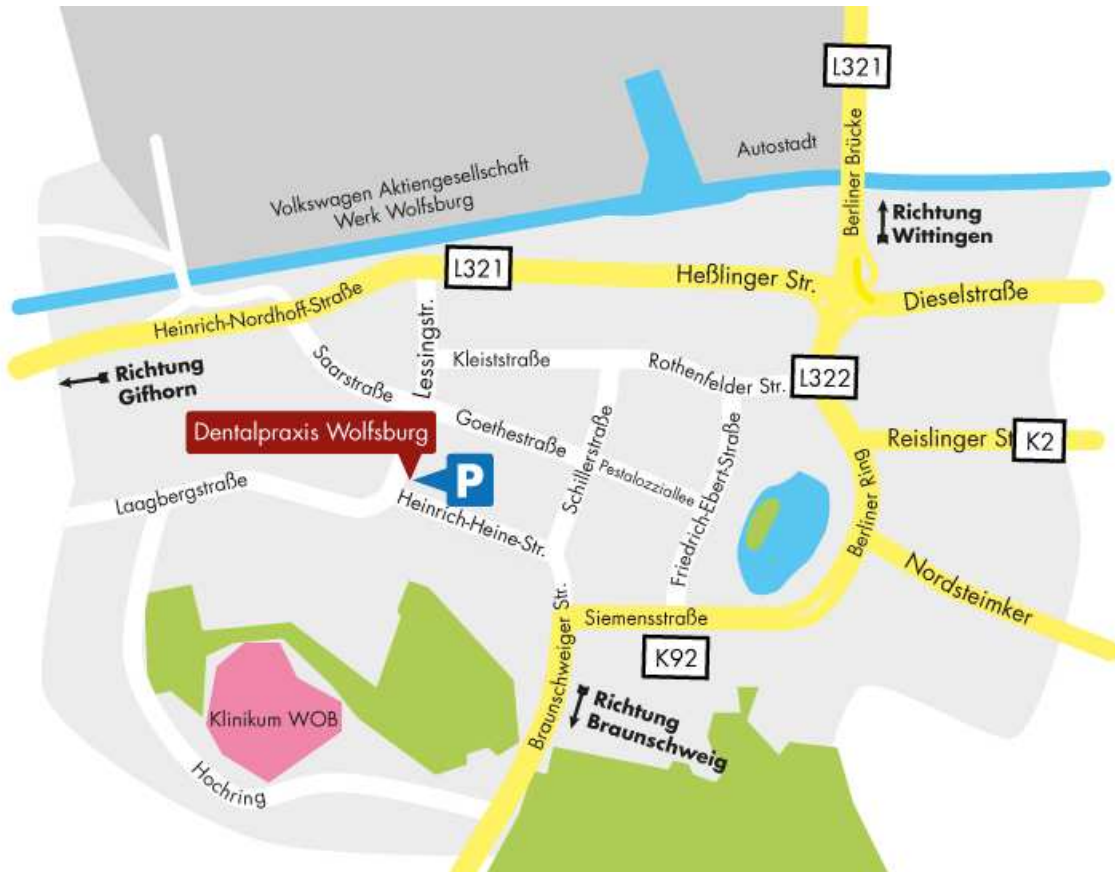 L321
Berliner Brücke
Autostadt
Volkswagen Aktiengesellschaft
Werk Wolfsburg
Richtung
Wittingen
L321
Heßlinger Str.
Dieselstraße
Heinrich-Nordhoff-Straße
Richtung
Gifhorn
Lessingstr.
Saarstraße
Kleiststraße
Rothenfelder Str.
L322
Dentalpraxis Wolfsburg
Goethestraße
Reislinger St
K2
P
Laagbergstraße
Heinrich-Heine-Str.
Schillerstraße
Pestalozziallee
Friedrich-Ebert-Straße
Berliner Ring
Nordsteimker
Siemensstraße
K92
Braunschweiger Str.
Richtung
Braunschweig
Klinikum WOB
Hochring